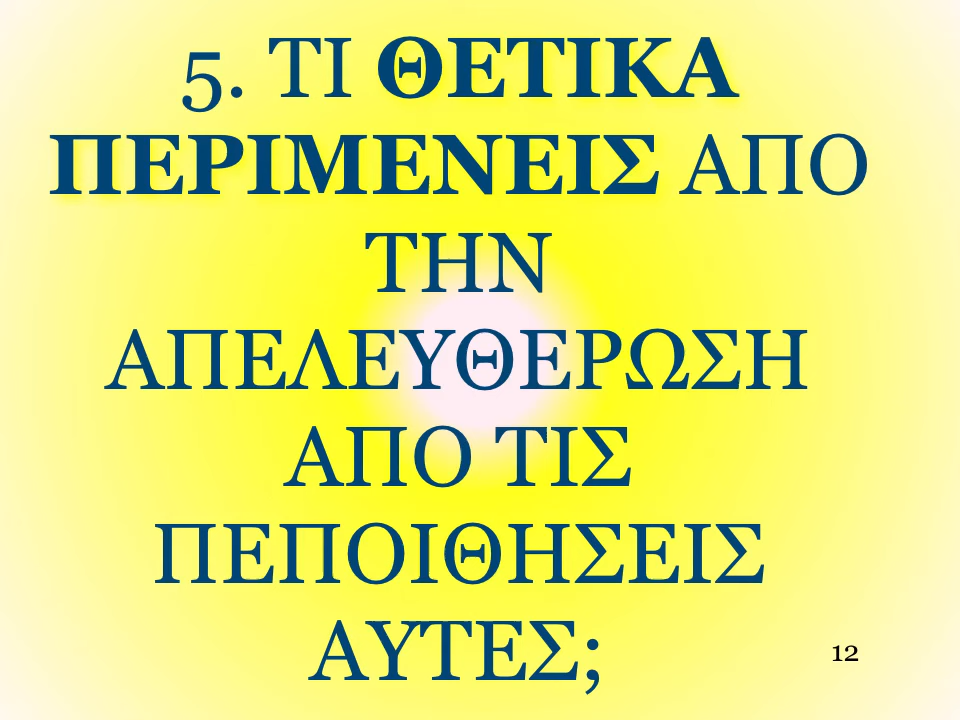 5. ΤΙ ΘΕΤΙΚΑ
ΠΕΡΙΜΕΝΕΙΣ ΑΠΟ
ΤΗΝ
ΑΠΕΛΕΥΘΕΡΩΣΗ
ΑΠΟ ΤΙΣ
ΠΕΠΟΙΘΗΣΕΙΣ
ΑΥΤΕΣ;
12